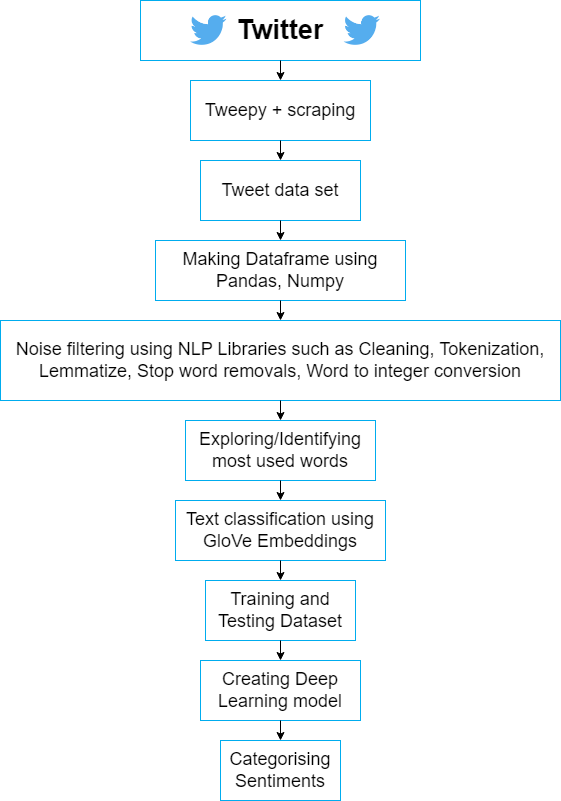 Twitter
Tweepy + scraping
Tweet data set
Making Dataframe using
Pandas, Numpy
Noise filtering using NLP Libraries such as Cleaning, Tokenization,
Lemmatize, Stop word removals, Word to integer conversion
Exploring/Identifying
most used words
Text classification using
GloVe Embeddings
Training and
Testing Dataset
Creating Deep
Learning model
Categorising
Sentiments